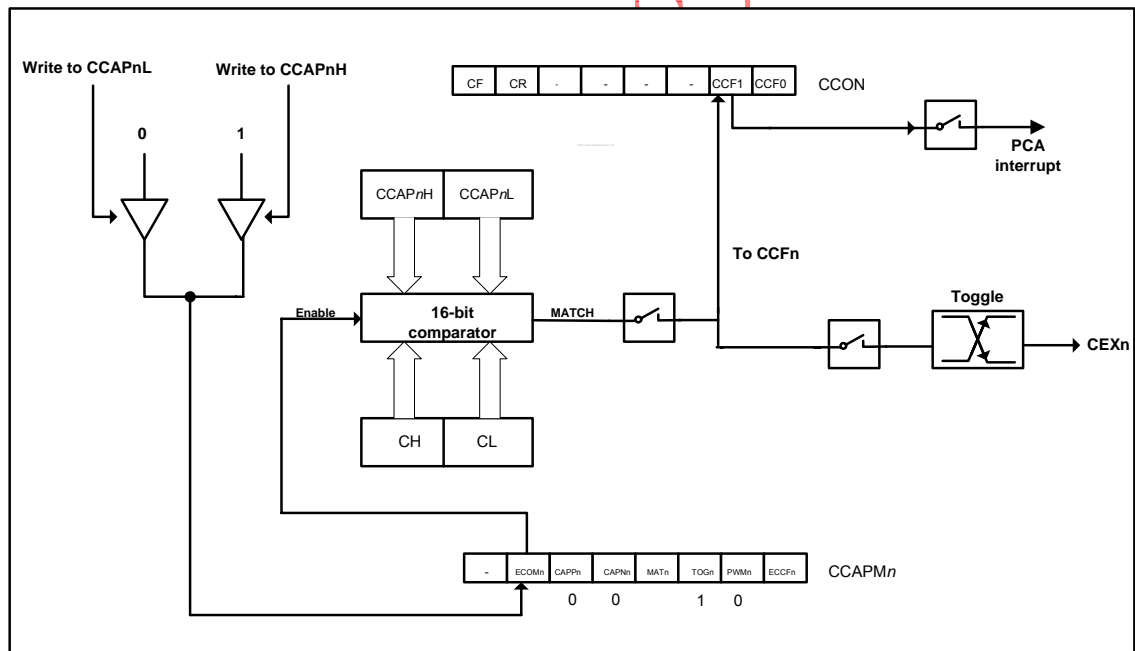 Write to CCAPnL
Write to CCAPnH
CF CR - - - - CCF1 CCF0 CCON
0 1
PCA
interrupt
CCAPnH CCAPnL
To CCFn
Enable
16-bit
comparator
MATCH
Toggle
CEXn
CH CL
- ECOMn CAPPn CAPNn MATn TOGn PWMn ECCFn CCAPMn
0 0 1 0